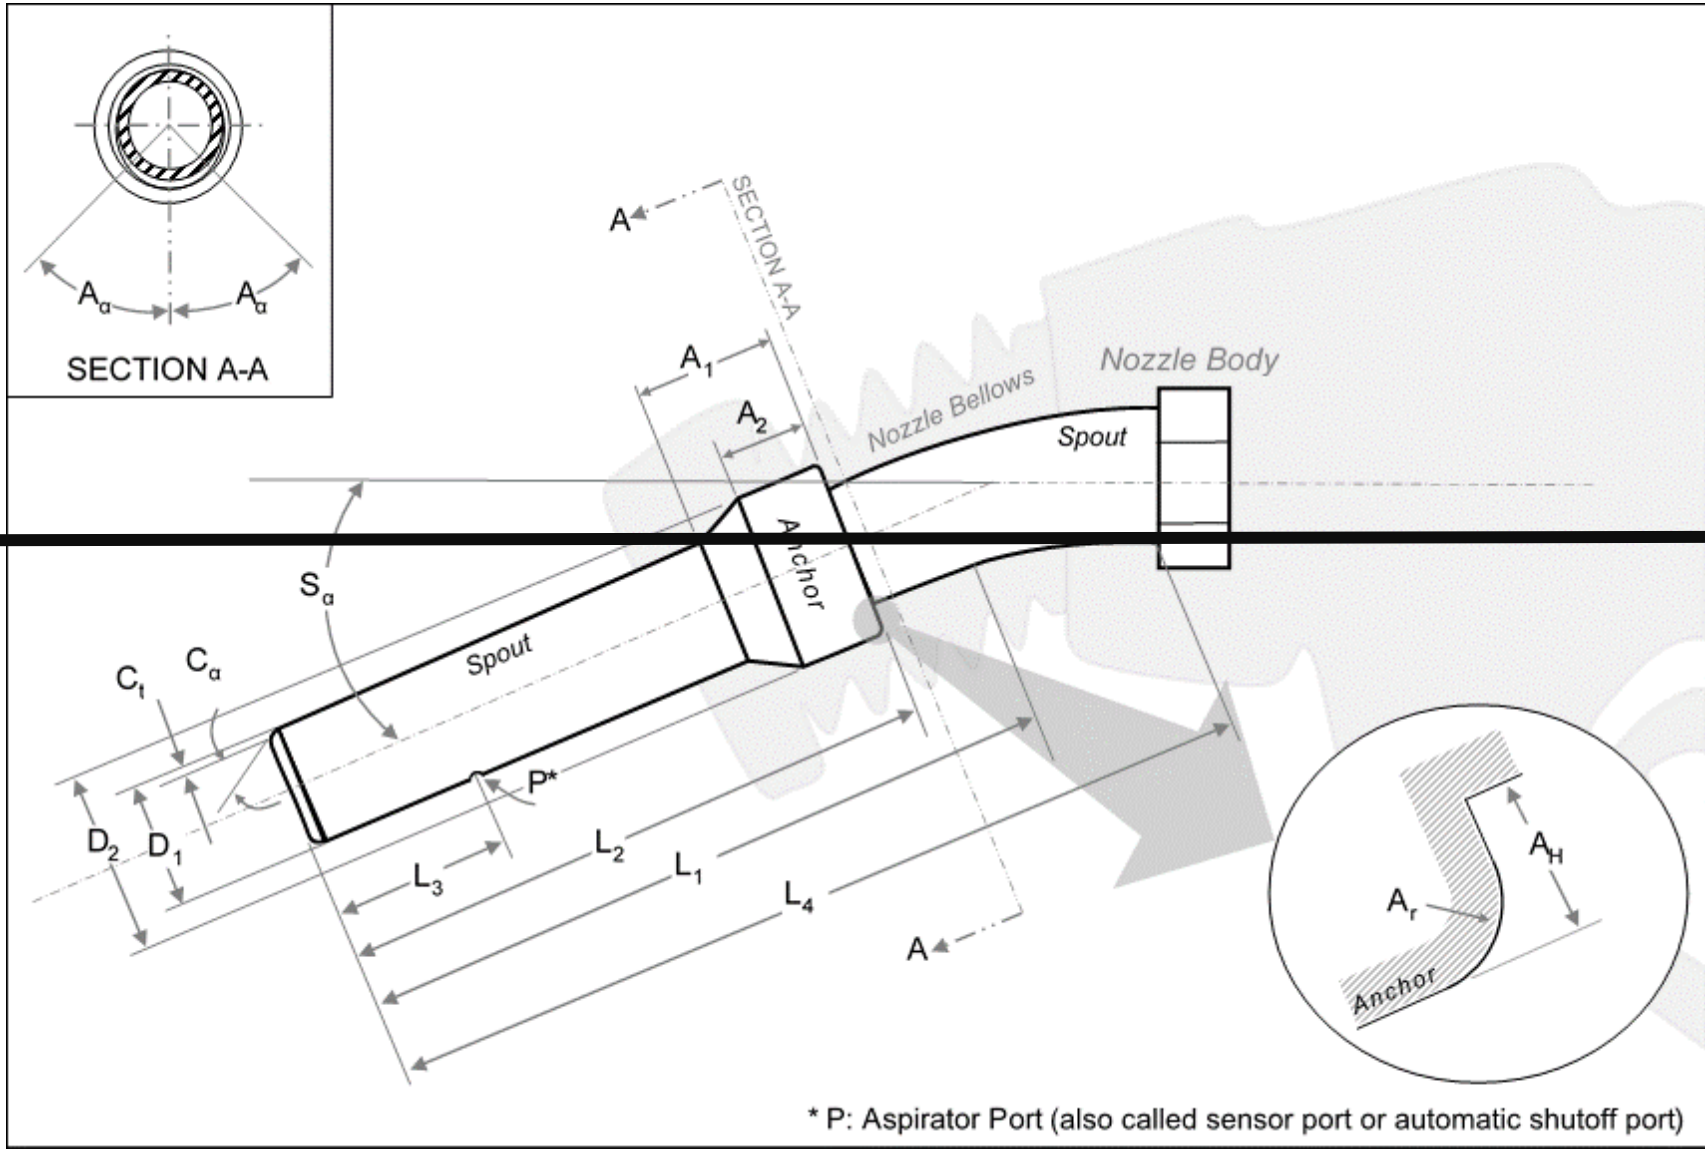 A
SECTION A-A
Aα
Aα
SECTION A-A
A1
Nozzle Body
A2
Nozzle Bellows
Spout
Anchor
Sα
Spout
Cα
Ct
P*
D2
D1
L2
L1
L3
L4
AH
Ar
A
Anchor
* P: Aspirator Port (also called sensor port or automatic shutoff port)